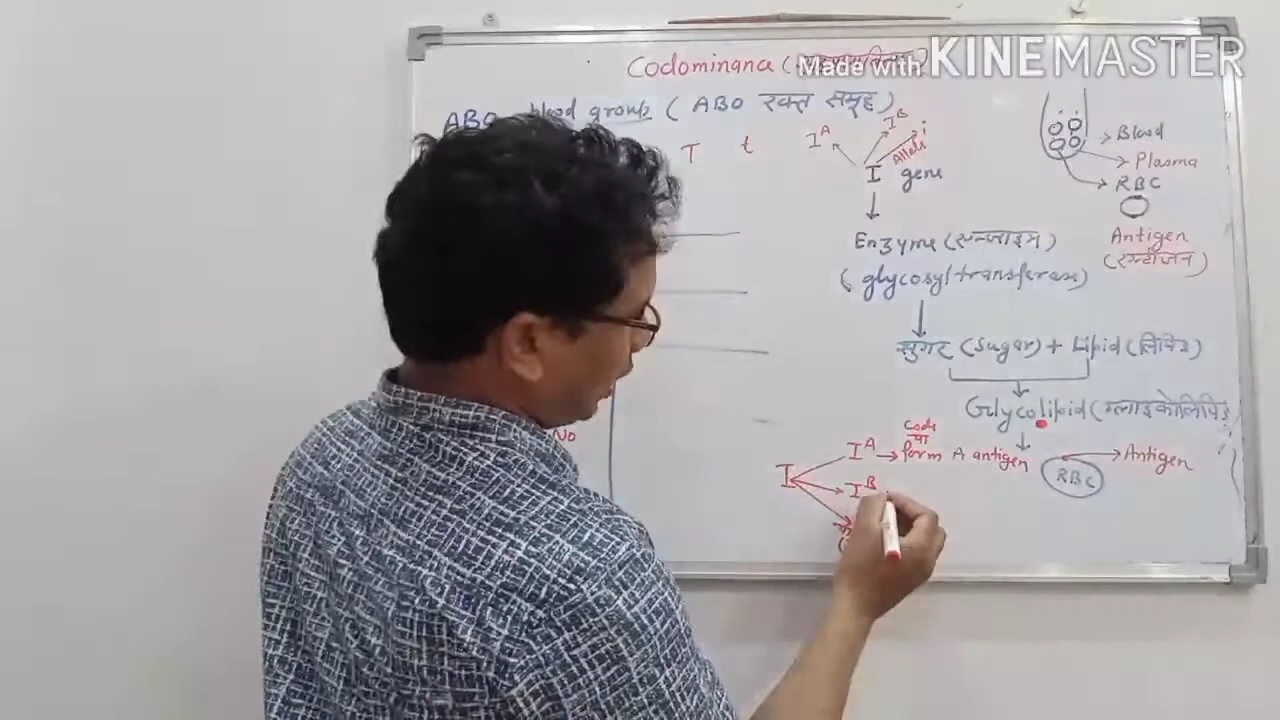 Codominance (
Made with KINEMASTER
ABO blood group ( ABO रक्त समूह )
T t Iᴬ Iᴮ i
Allele
I gene
Blood
Plasma
RBC
Enzyme (एन्जाइम)
Antigen
(एन्टीजन)
( glycosyl transferase)
सुगर (Sugar) + Lipid (लिपिड)
Glycolipid (ग्लाइकोलिपिड
No
Code
या
I Iᴬ form A antigen
RBC Antigen
Iᴮ